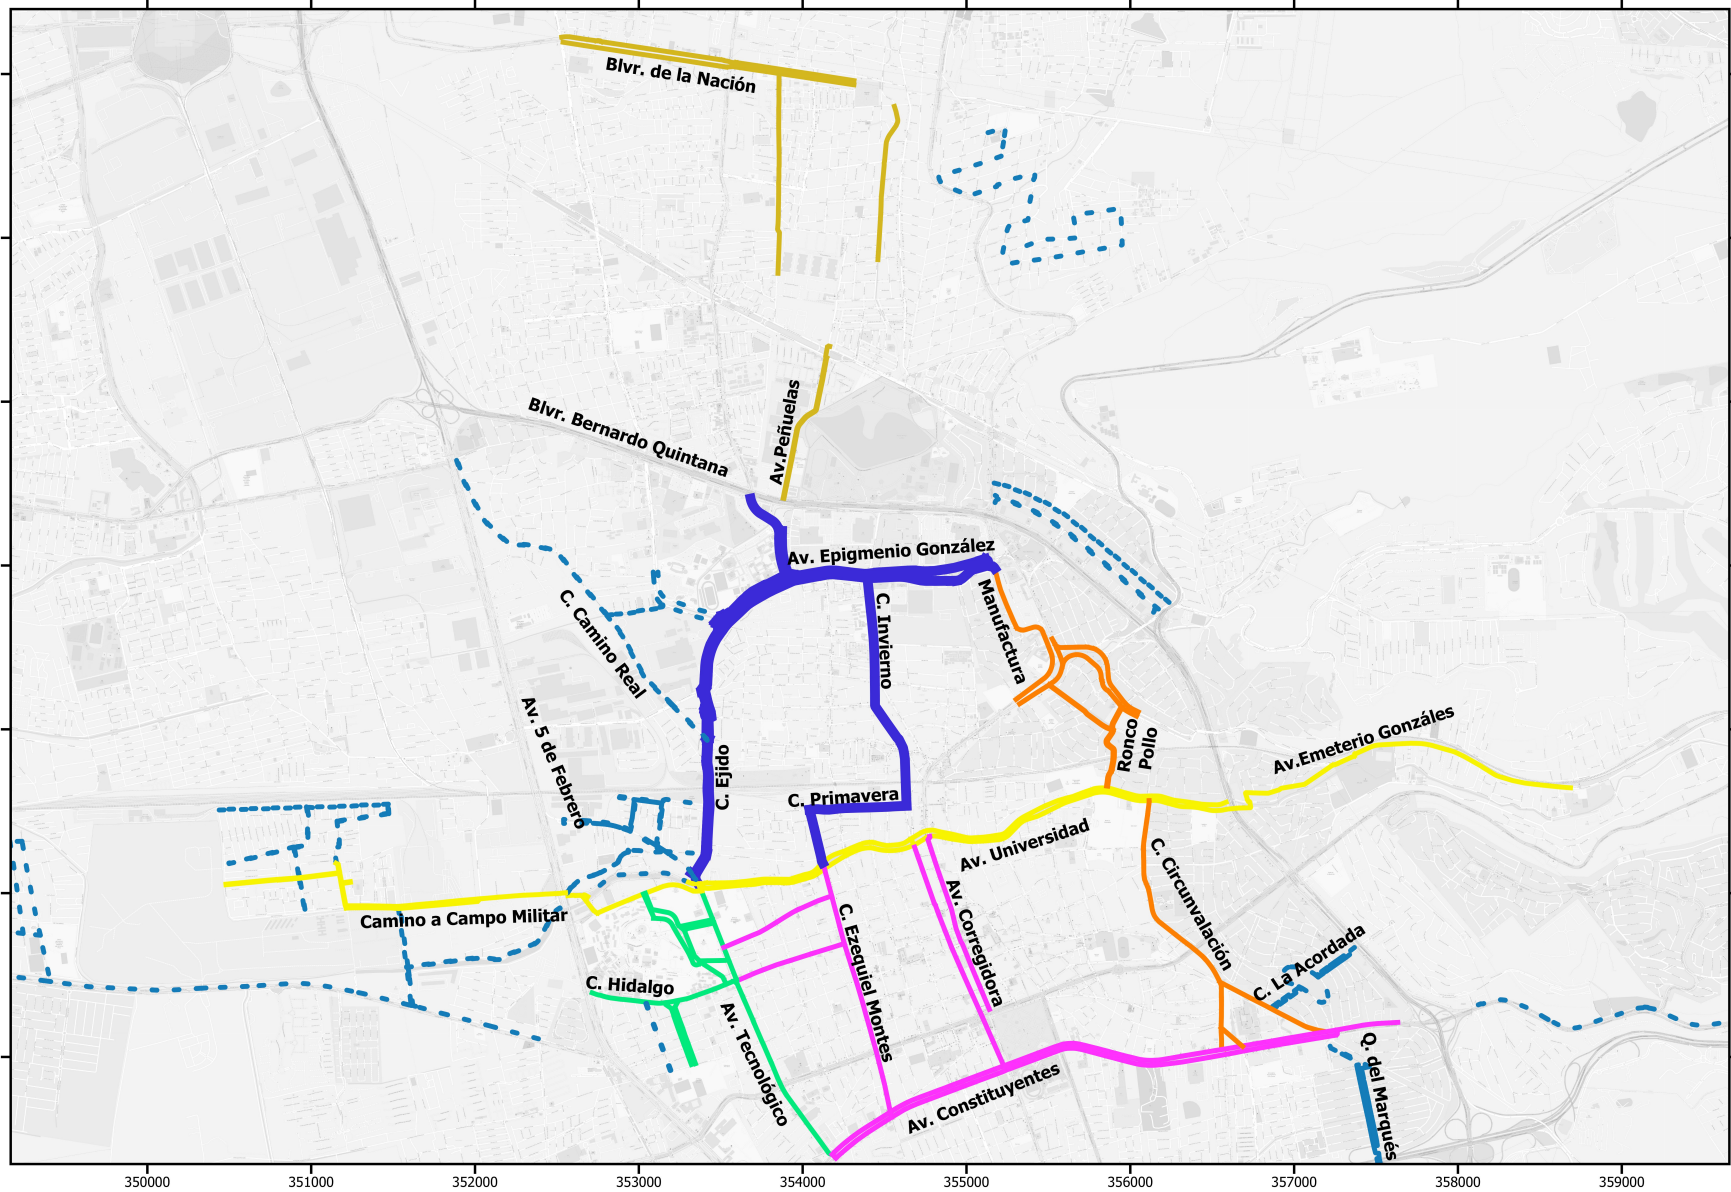 Blvr. de la Nación
Blvr. Bernardo Quintana
Av.Peñuelas
Av. Epigmenio González
C. Camino Real
C. Invierno
Manufactura
Av. 5 de Febrero
C. Ejido
C. Primavera
Ronco
Pollo
Av.Emeterio Gonzáles
Av. Universidad
Camino a Campo Militar
C. Ezequiel Montes
Av. Corregidora
C. Circunvalación
C. La Acordada
C. Hidalgo
Av. Tecnológico
Av. Constituyentes
Q. del Marqués
350000 351000 352000 353000 354000 355000 356000 357000 358000 359000